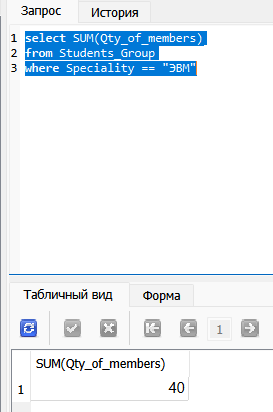 Запрос
История
1 select SUM(Qty_of_members)
2 from Students_Group
3 where Speciality == "ЭВМ"
Табличный вид
Форма
1
SUM(Qty_of_members)
1 40